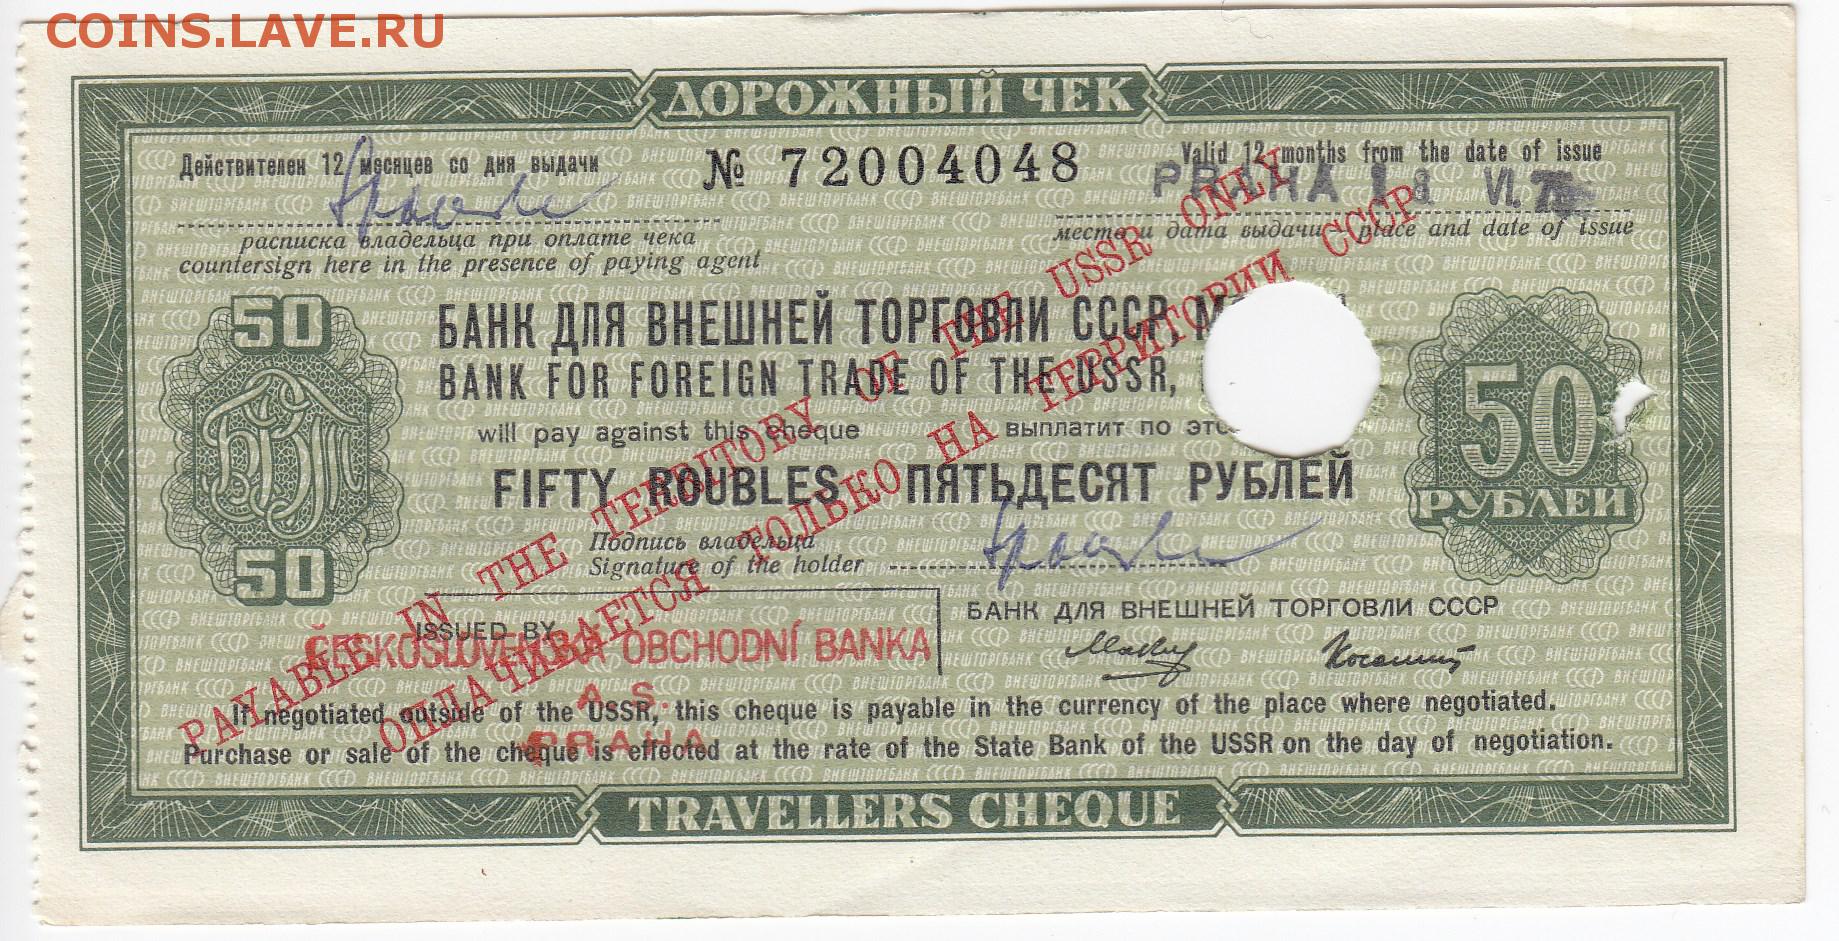 COINS.LAVE.RU
ДОРОЖНЫЙ ЧЕК
Действителен 12 месяцев со дня выдачи
№ 72004048
Valid 12 months from the date of issue
PRAHA 18 VI.
расписка владельца при оплате чека
место и дата выдачи place and date of issue
countersign here in the presence of paying agent
50
БАНК ДЛЯ ВНЕШНЕЙ ТОРГОВЛИ СССР
BANK FOR FOREIGN TRADE OF THE USSR,
will pay against this cheque
выплатит по
FIFTY ROUBLES ПЯТЬДЕСЯТ РУБЛЕЙ
50
РУБЛЕЙ
Подпись владельца
Signature of the holder
50
PAYABLE IN THE TERRITORY OF THE USSR ONLY
ОПЛАЧИВАЕТСЯ ТОЛЬКО НА ТЕРРИТОРИИ СССР
ISSUED BY
ČESKOSLOVENSKÁ OBCHODNÍ BANKA
A. S.
PRAHA
БАНК ДЛЯ ВНЕШНЕЙ ТОРГОВЛИ СССР
If negotiated outside of the USSR, this cheque is payable in the currency of the place where negotiated.
Purchase or sale of the cheque is effected at the rate of the State Bank of the USSR on the day of negotiation.
TRAVELLERS CHEQUE